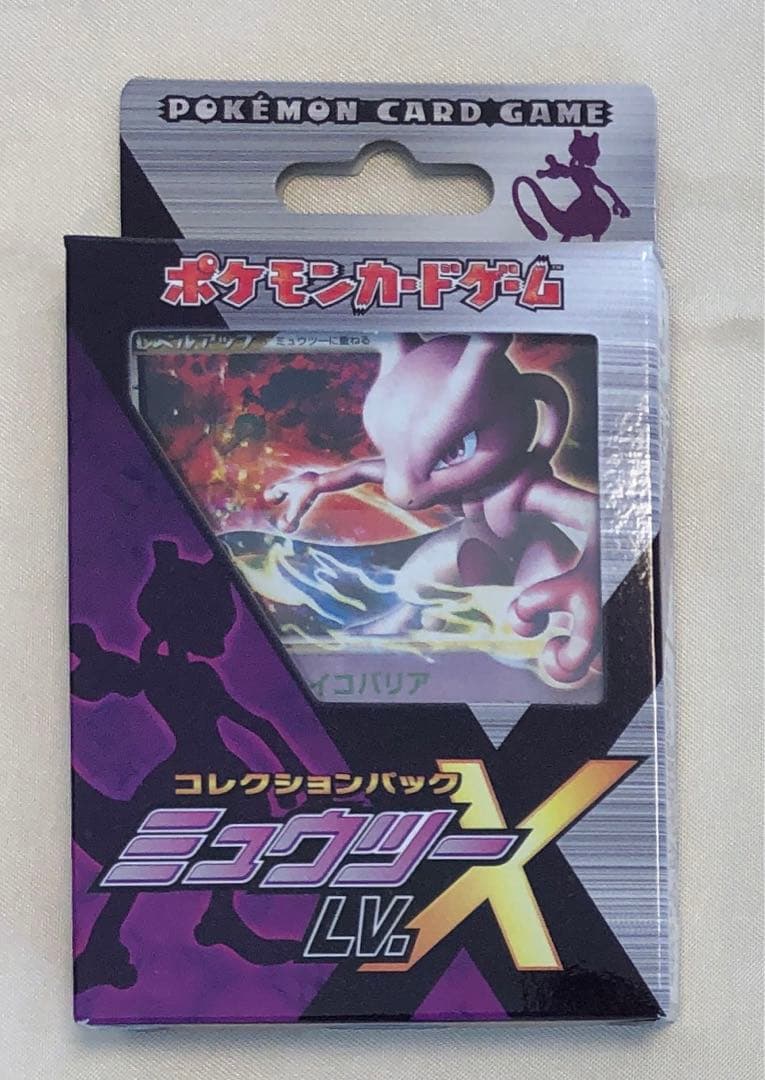 POKÉMON CARD GAME
ポケモンカードゲーム™
レベルアップ ミュウツーに重ねる
イコバリア
コレクションパック
ミュウツー
LV.X